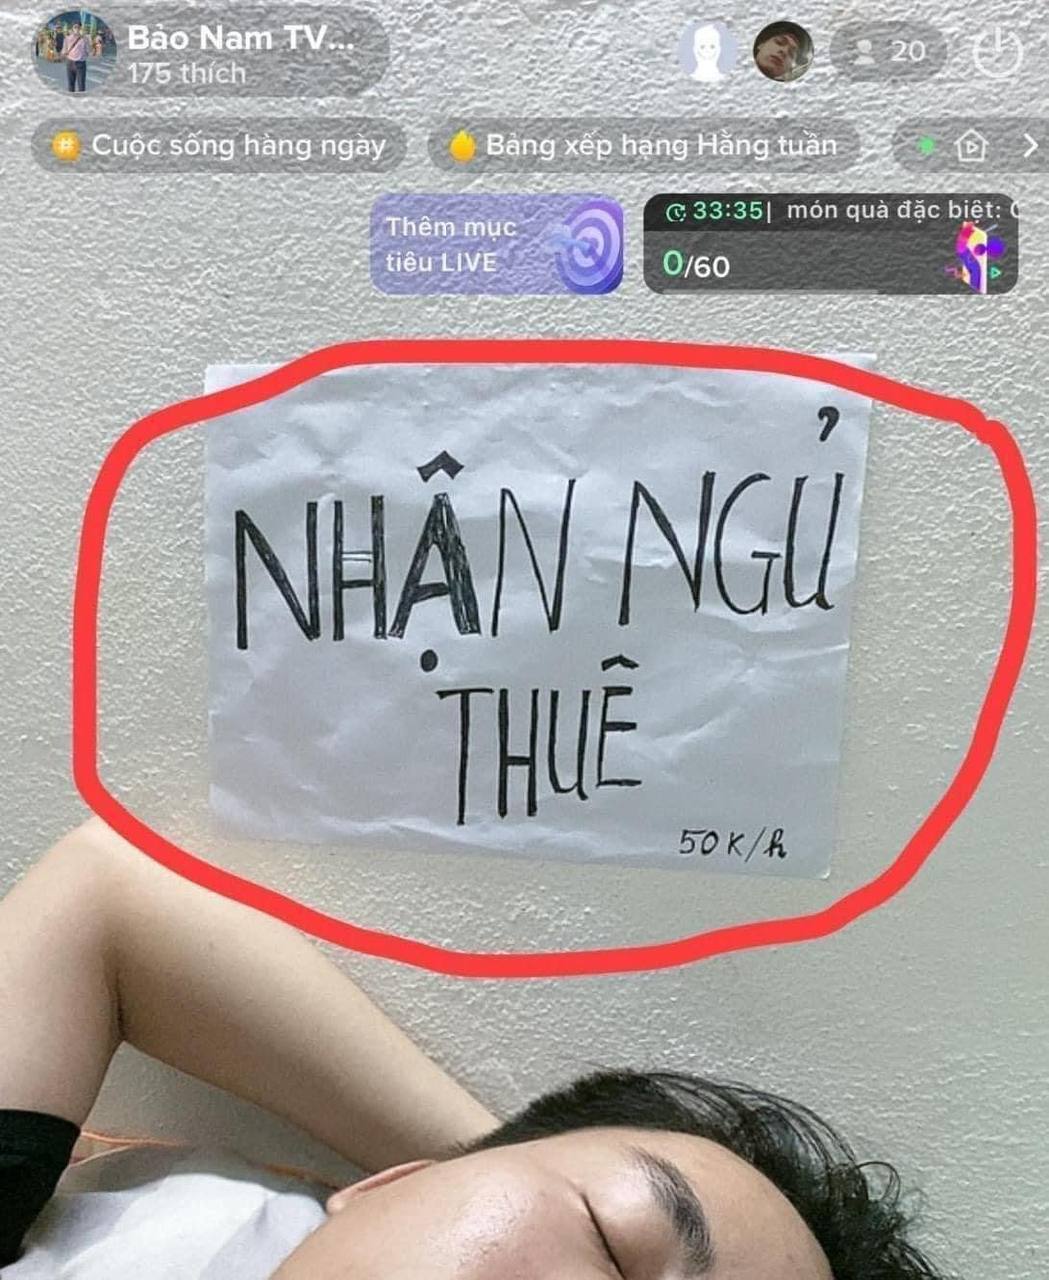 Bảo Nam TV...
175 thích
20
Cuộc sống hàng ngày
Bảng xếp hạng Hằng tuần
Thêm mục
tiêu LIVE
33:35| món quà đặc biệt:
0/60
NHẬN NGỦ
THUÊ
50K/h